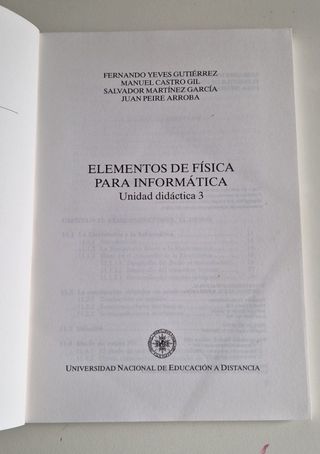 FERNANDO YEVES GUTIÉRREZ
MANUEL CASTRO GIL
SALVADOR MARTÍNEZ GARCÍA
JUAN PEIRE ARROBA
ELEMENTOS DE FÍSICA
PARA INFORMÁTICA
Unidad didáctica 3
UNIVERSIDAD NACIONAL DE EDUCACIÓN A DISTANCIA